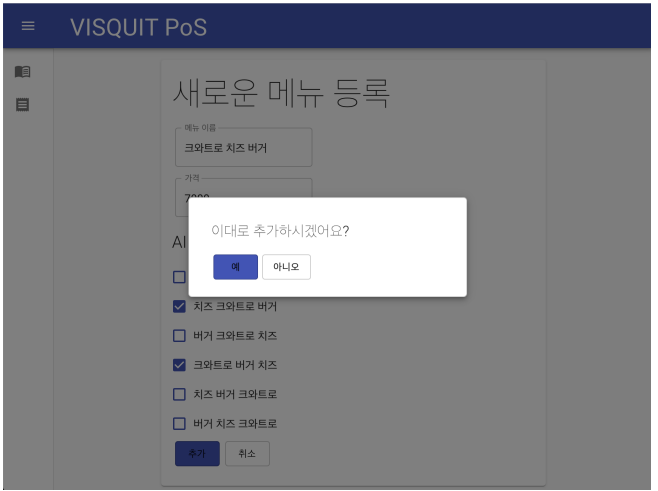 VISQUIT PoS
새로운 메뉴 등록
메뉴 이름
크와트로 치즈 버거
가격
이대로 추가하시겠어요?
예
아니오
AI
치즈 크와트로 버거
버거 크와트로 치즈
크와트로 버거 치즈
치즈 버거 크와트로
버거 치즈 크와트로
추가
취소